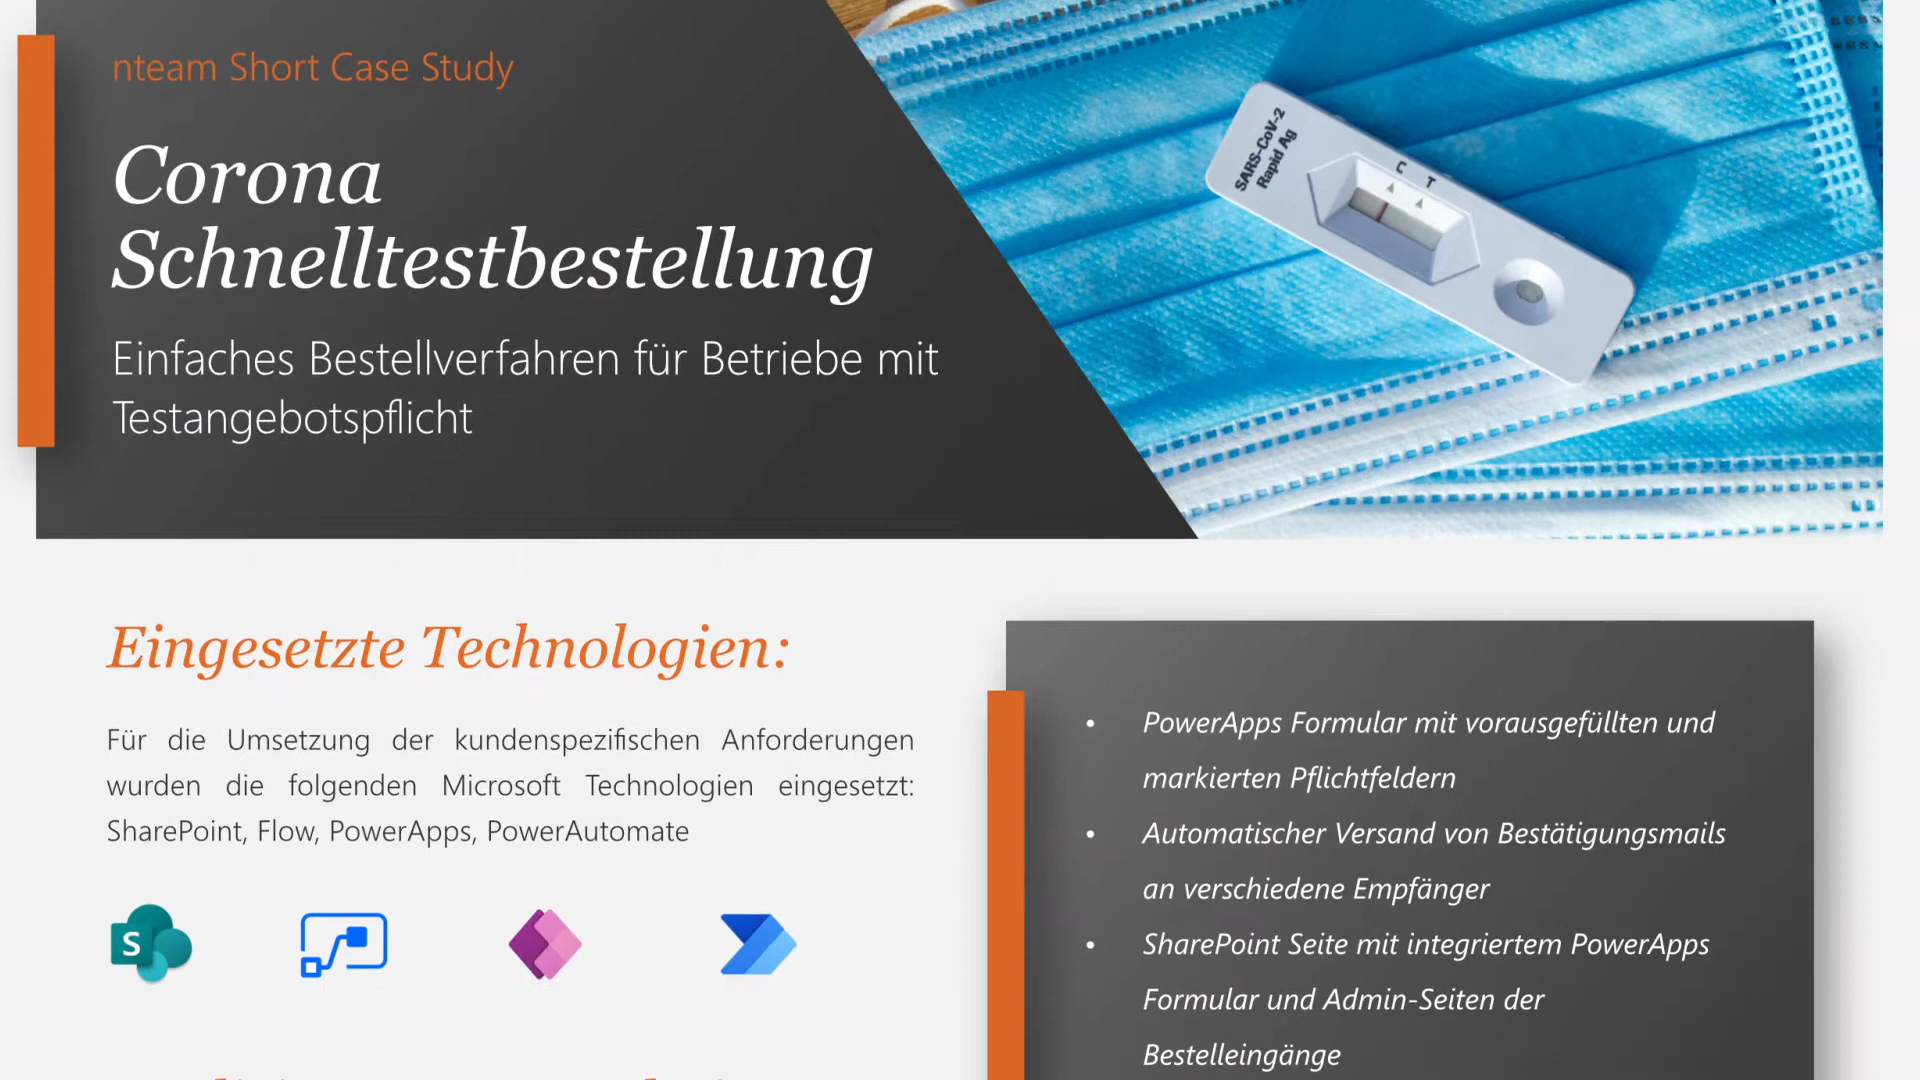 nteam Short Case Study
Corona
Schnelltestbestellung
Einfaches Bestellverfahren für Betriebe mit
Testangebotspflicht
SARS-CoV-2
Rapid Ag
C T
Eingesetzte Technologien:
Für die Umsetzung der kundenspezifischen Anforderungen
wurden die folgenden Microsoft Technologien eingesetzt:
SharePoint, Flow, PowerApps, PowerAutomate
S
• PowerApps Formular mit vorausgefüllten und
markierten Pflichtfeldern
• Automatischer Versand von Bestätigungsmails
an verschiedene Empfänger
• SharePoint Seite mit integriertem PowerApps
Formular und Admin-Seiten der
Bestelleingänge